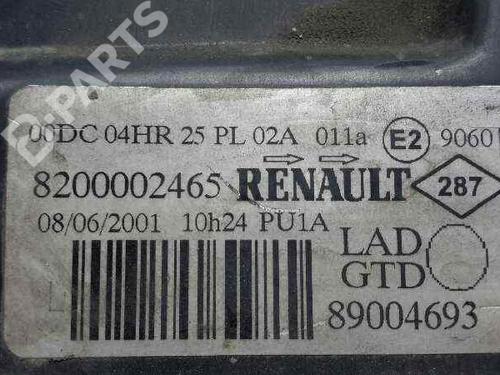 B-PARTS
00DC 04HR 25 PL 02A 011a E2 9060
8200002465 RENAULT 287
08/06/2001 10h24 PU1A
LAD
GTD
89004693